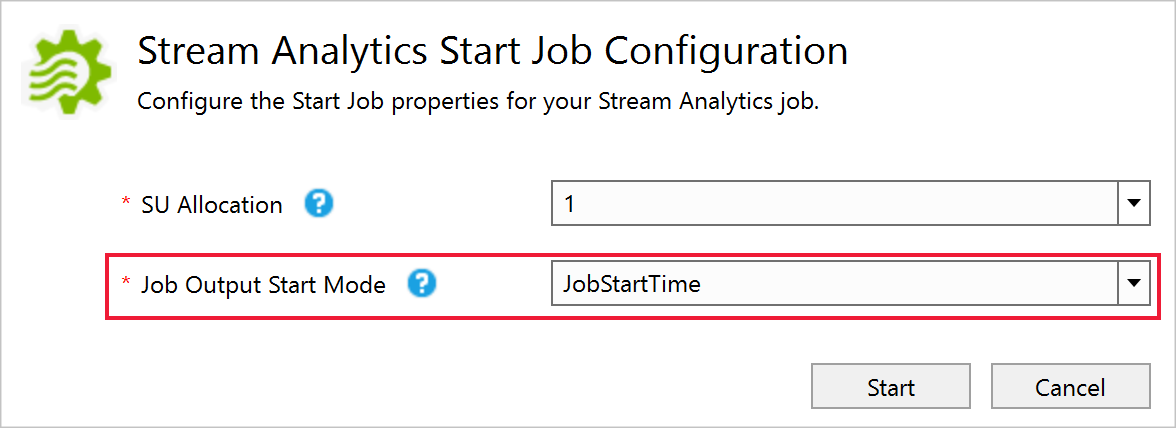 Stream Analytics Start Job Configuration
Configure the Start Job properties for your Stream Analytics job.
* SU Allocation ? 1
* Job Output Start Mode ? JobStartTime
Start Cancel